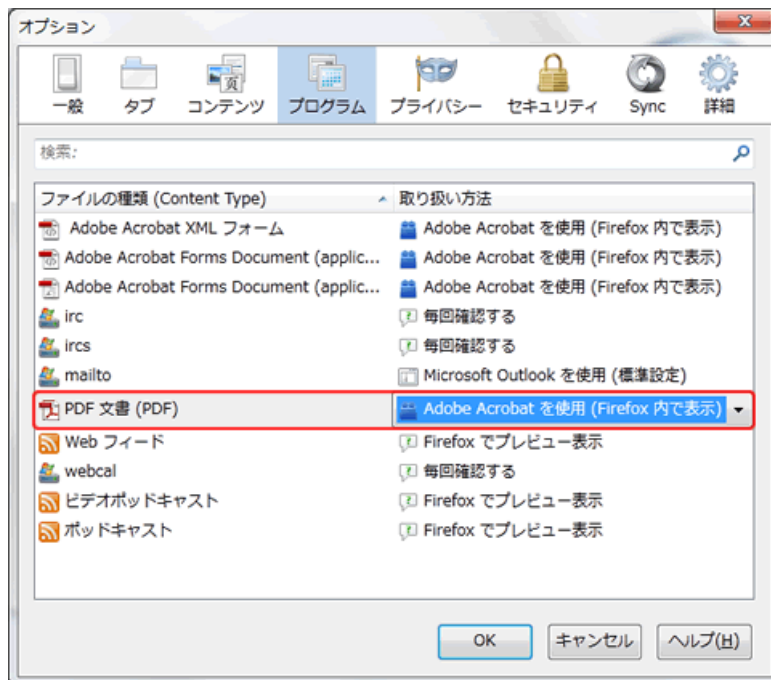 オプション
一般 タブ コンテンツ プログラム プライバシー セキュリティ Sync 詳細
検索:
ファイルの種類 (Content Type) 取り扱い方法
Adobe Acrobat XML フォーム Adobe Acrobat を使用 (Firefox 内で表示)
Adobe Acrobat Forms Document (applic... Adobe Acrobat を使用 (Firefox 内で表示)
Adobe Acrobat Forms Document (applic... Adobe Acrobat を使用 (Firefox 内で表示)
irc 毎回確認する
ircs 毎回確認する
mailto Microsoft Outlook を使用 (標準設定)
PDF 文書 (PDF) Adobe Acrobat を使用 (Firefox 内で表示)
Web フィード Firefox でプレビュー表示
webcal 毎回確認する
ビデオポッドキャスト Firefox でプレビュー表示
ポッドキャスト Firefox でプレビュー表示
OK キャンセル ヘルプ(H)